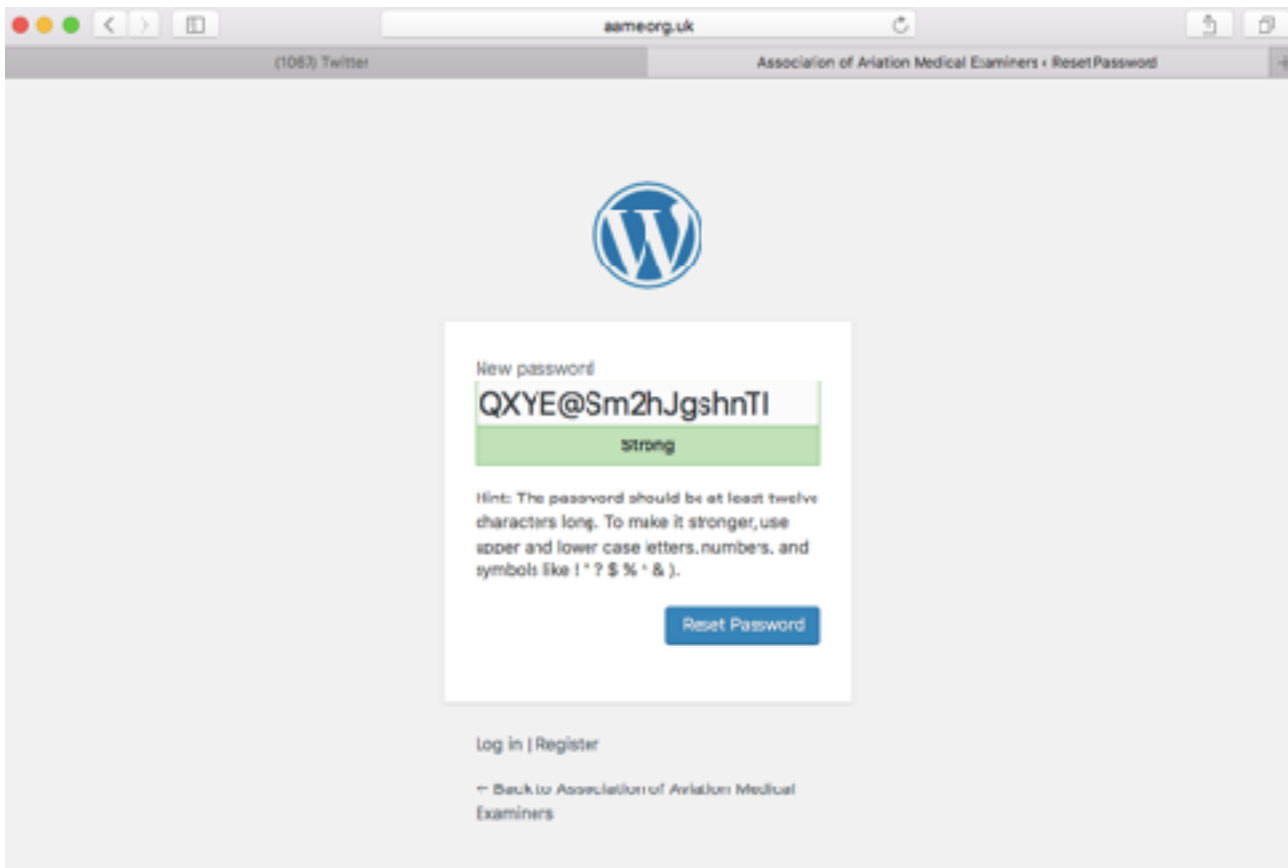 aameorg.uk
(1063) Twitter
Association of Aviation Medical Examiners ‹ Reset Password
New password
QXYE@Sm2hJgshnTI
Strong
Hint: The password should be at least twelve
characters long. To make it stronger, use
upper and lower case letters, numbers, and
symbols like ! " ? $ % ^ & ).
Reset Password
Log in | Register
← Back to Association of Aviation Medical
Examiners